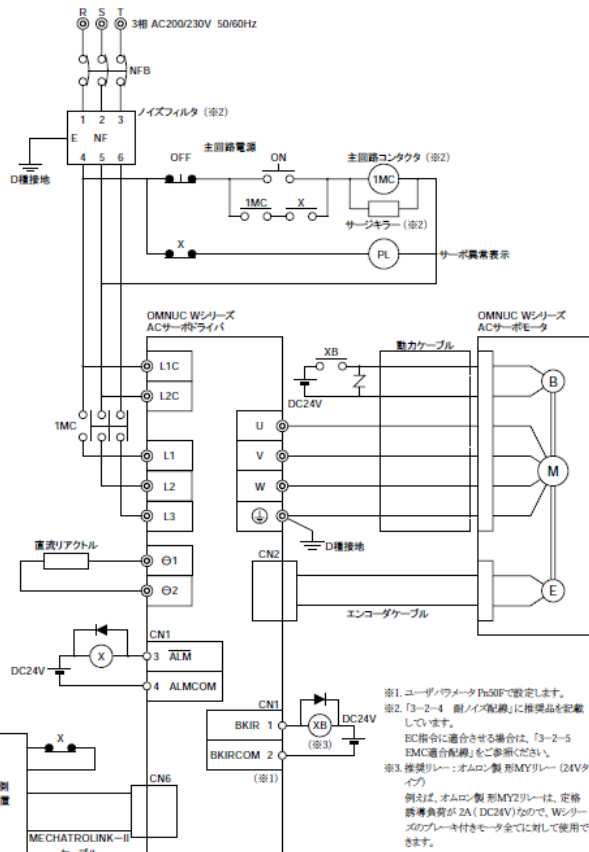 R S T
3相 AC200/230V 50/60Hz
NFB
ノイズフィルタ (※2)
1 2 3
E NF
4 5 6
D種接地
主回路電源
OFF
ON
主回路コンタクタ (※2)
1MC
1MC
X
サージキラー (※2)
X
PL
サーボ異常表示
OMNUC Wシリーズ
ACサーボドライバ
OMNUC Wシリーズ
ACサーボモータ
XB
動力ケーブル
L1C
DC24V
B
L2C
1MC
U
L1
V
L2
W
M
L3
D種接地
直流リアクトル
⊖1
CN2
⊖2
E
エンコーダケーブル
CN1
X
3 ALM
DC24V
4 ALMCOM
CN1
BKIR 1
XB
DC24V
(※3)
BKIRCOM 2
(※1)
X
側
置
CN6
MECHATROLINK-II
ケーブル
※1. ユーザパラメータ Pn50Fで設定します。
※2. 「3-2-4 耐ノイズ配線」に推奨品を記載
しています。
EC指令に適合させる場合は、「3-2-5
EMC適合配線」をご参照ください。
※3. 推奨リレー：オムロン製 形MYリレー (24Vタ
イプ)
例えば、オムロン製 形MY2リレーは、定格
誘導負荷が 2A ( DC24V)なので、Wシリー
ズのブレーキ付きモータ全てに対して使用で
きます。